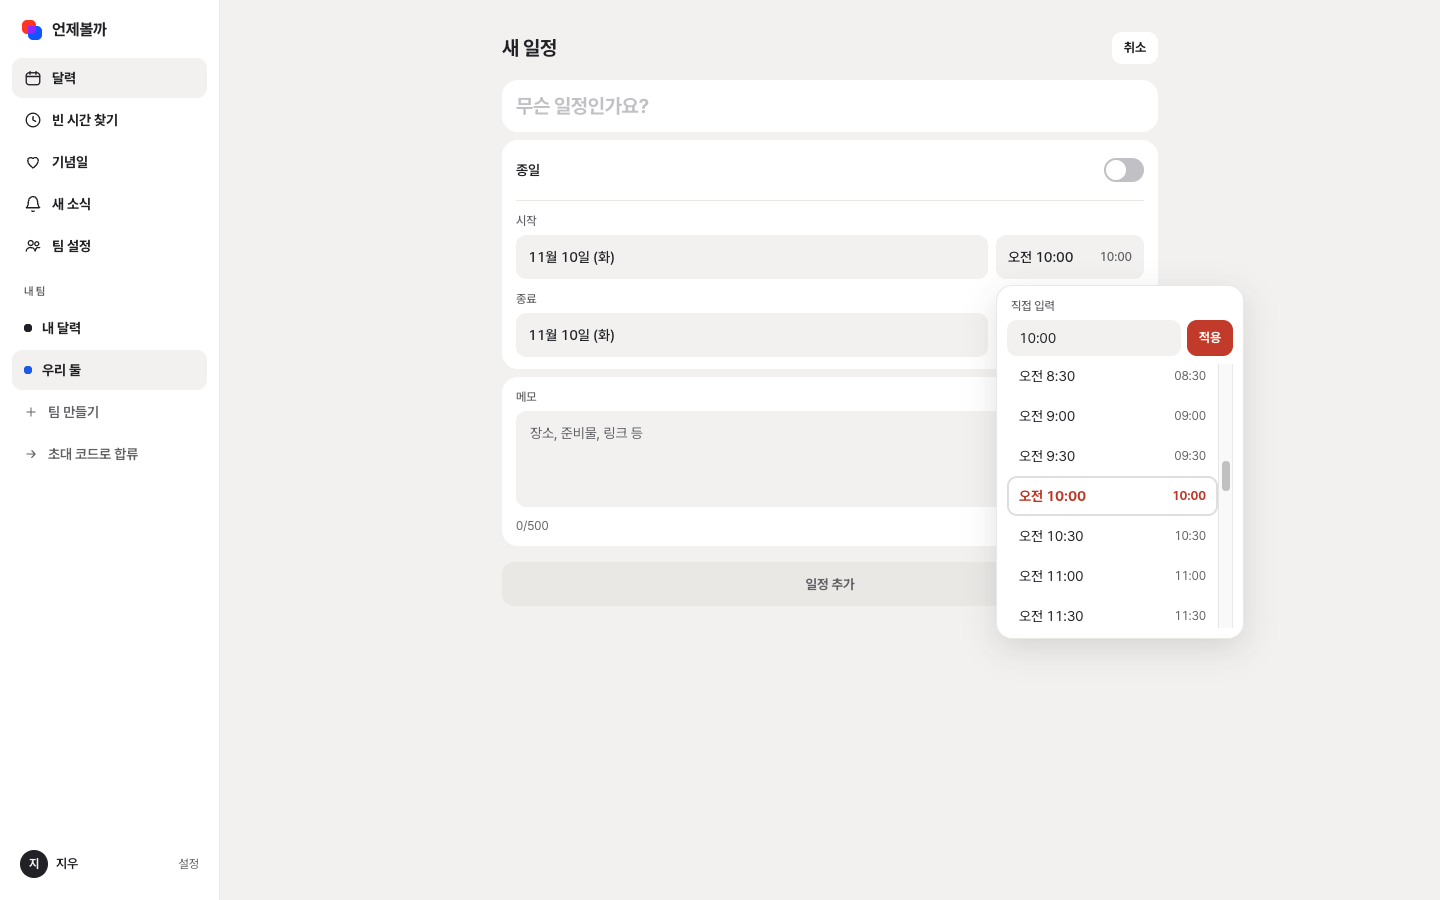 언제볼까
달력
빈 시간 찾기
기념일
새 소식
팀 설정
내 팀
내 달력
우리 둘
팀 만들기
초대 코드로 합류
지 지우 설정
새 일정 취소
무슨 일정인가요?
종일
시작
11월 10일 (화) 오전 10:00 10:00
종료
11월 10일 (화)
메모
장소, 준비물, 링크 등
0/500
일정 추가
직접 입력
10:00 적용
오전 8:30 08:30
오전 9:00 09:00
오전 9:30 09:30
오전 10:00 10:00
오전 10:30 10:30
오전 11:00 11:00
오전 11:30 11:30